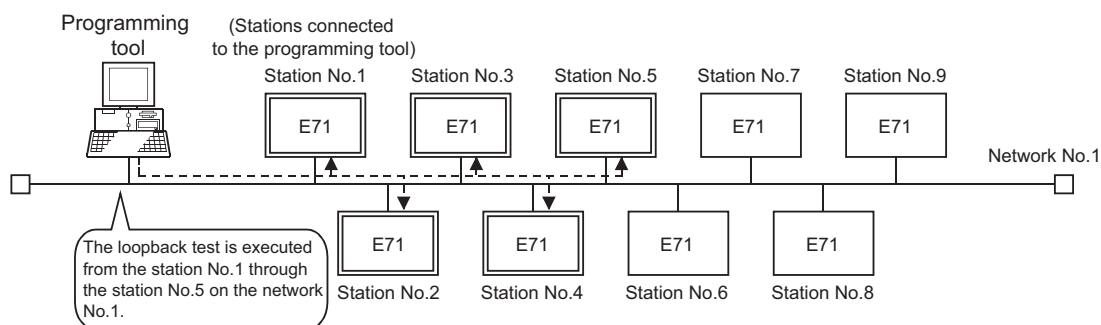 Programming
tool
(Stations connected
to the programming tool)
Station No.1
Station No.3
Station No.5
Station No.7
Station No.9
E71
E71
E71
E71
E71
Network No.1
E71
E71
E71
E71
Station No.2
Station No.4
Station No.6
Station No.8
The loopback test is executed
from the station No.1 through
the station No.5 on the network
No.1.